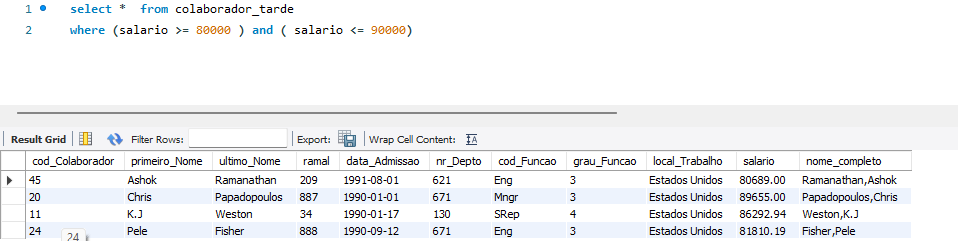 1 select * from colaborador_tarde
2 where (salario >= 80000 ) and ( salario <= 90000)
Result Grid Filter Rows: Export: Wrap Cell Content:
cod_Colaborador primeiro_Nome ultimo_Nome ramal data_Admissao nr_Depto cod_Funcao grau_Funcao local_Trabalho salario nome_completo
45 Ashok Ramanathan 209 1991-08-01 621 Eng 3 Estados Unidos 80689.00 Ramanathan,Ashok
20 Chris Papadopoulos 887 1990-01-01 671 Mngr 3 Estados Unidos 89655.00 Papadopoulos,Chris
11 K.J Weston 34 1990-01-17 130 SRep 4 Estados Unidos 86292.94 Weston,K.J
24 Pele Fisher 888 1990-09-12 671 Eng 3 Estados Unidos 81810.19 Fisher,Pele
24